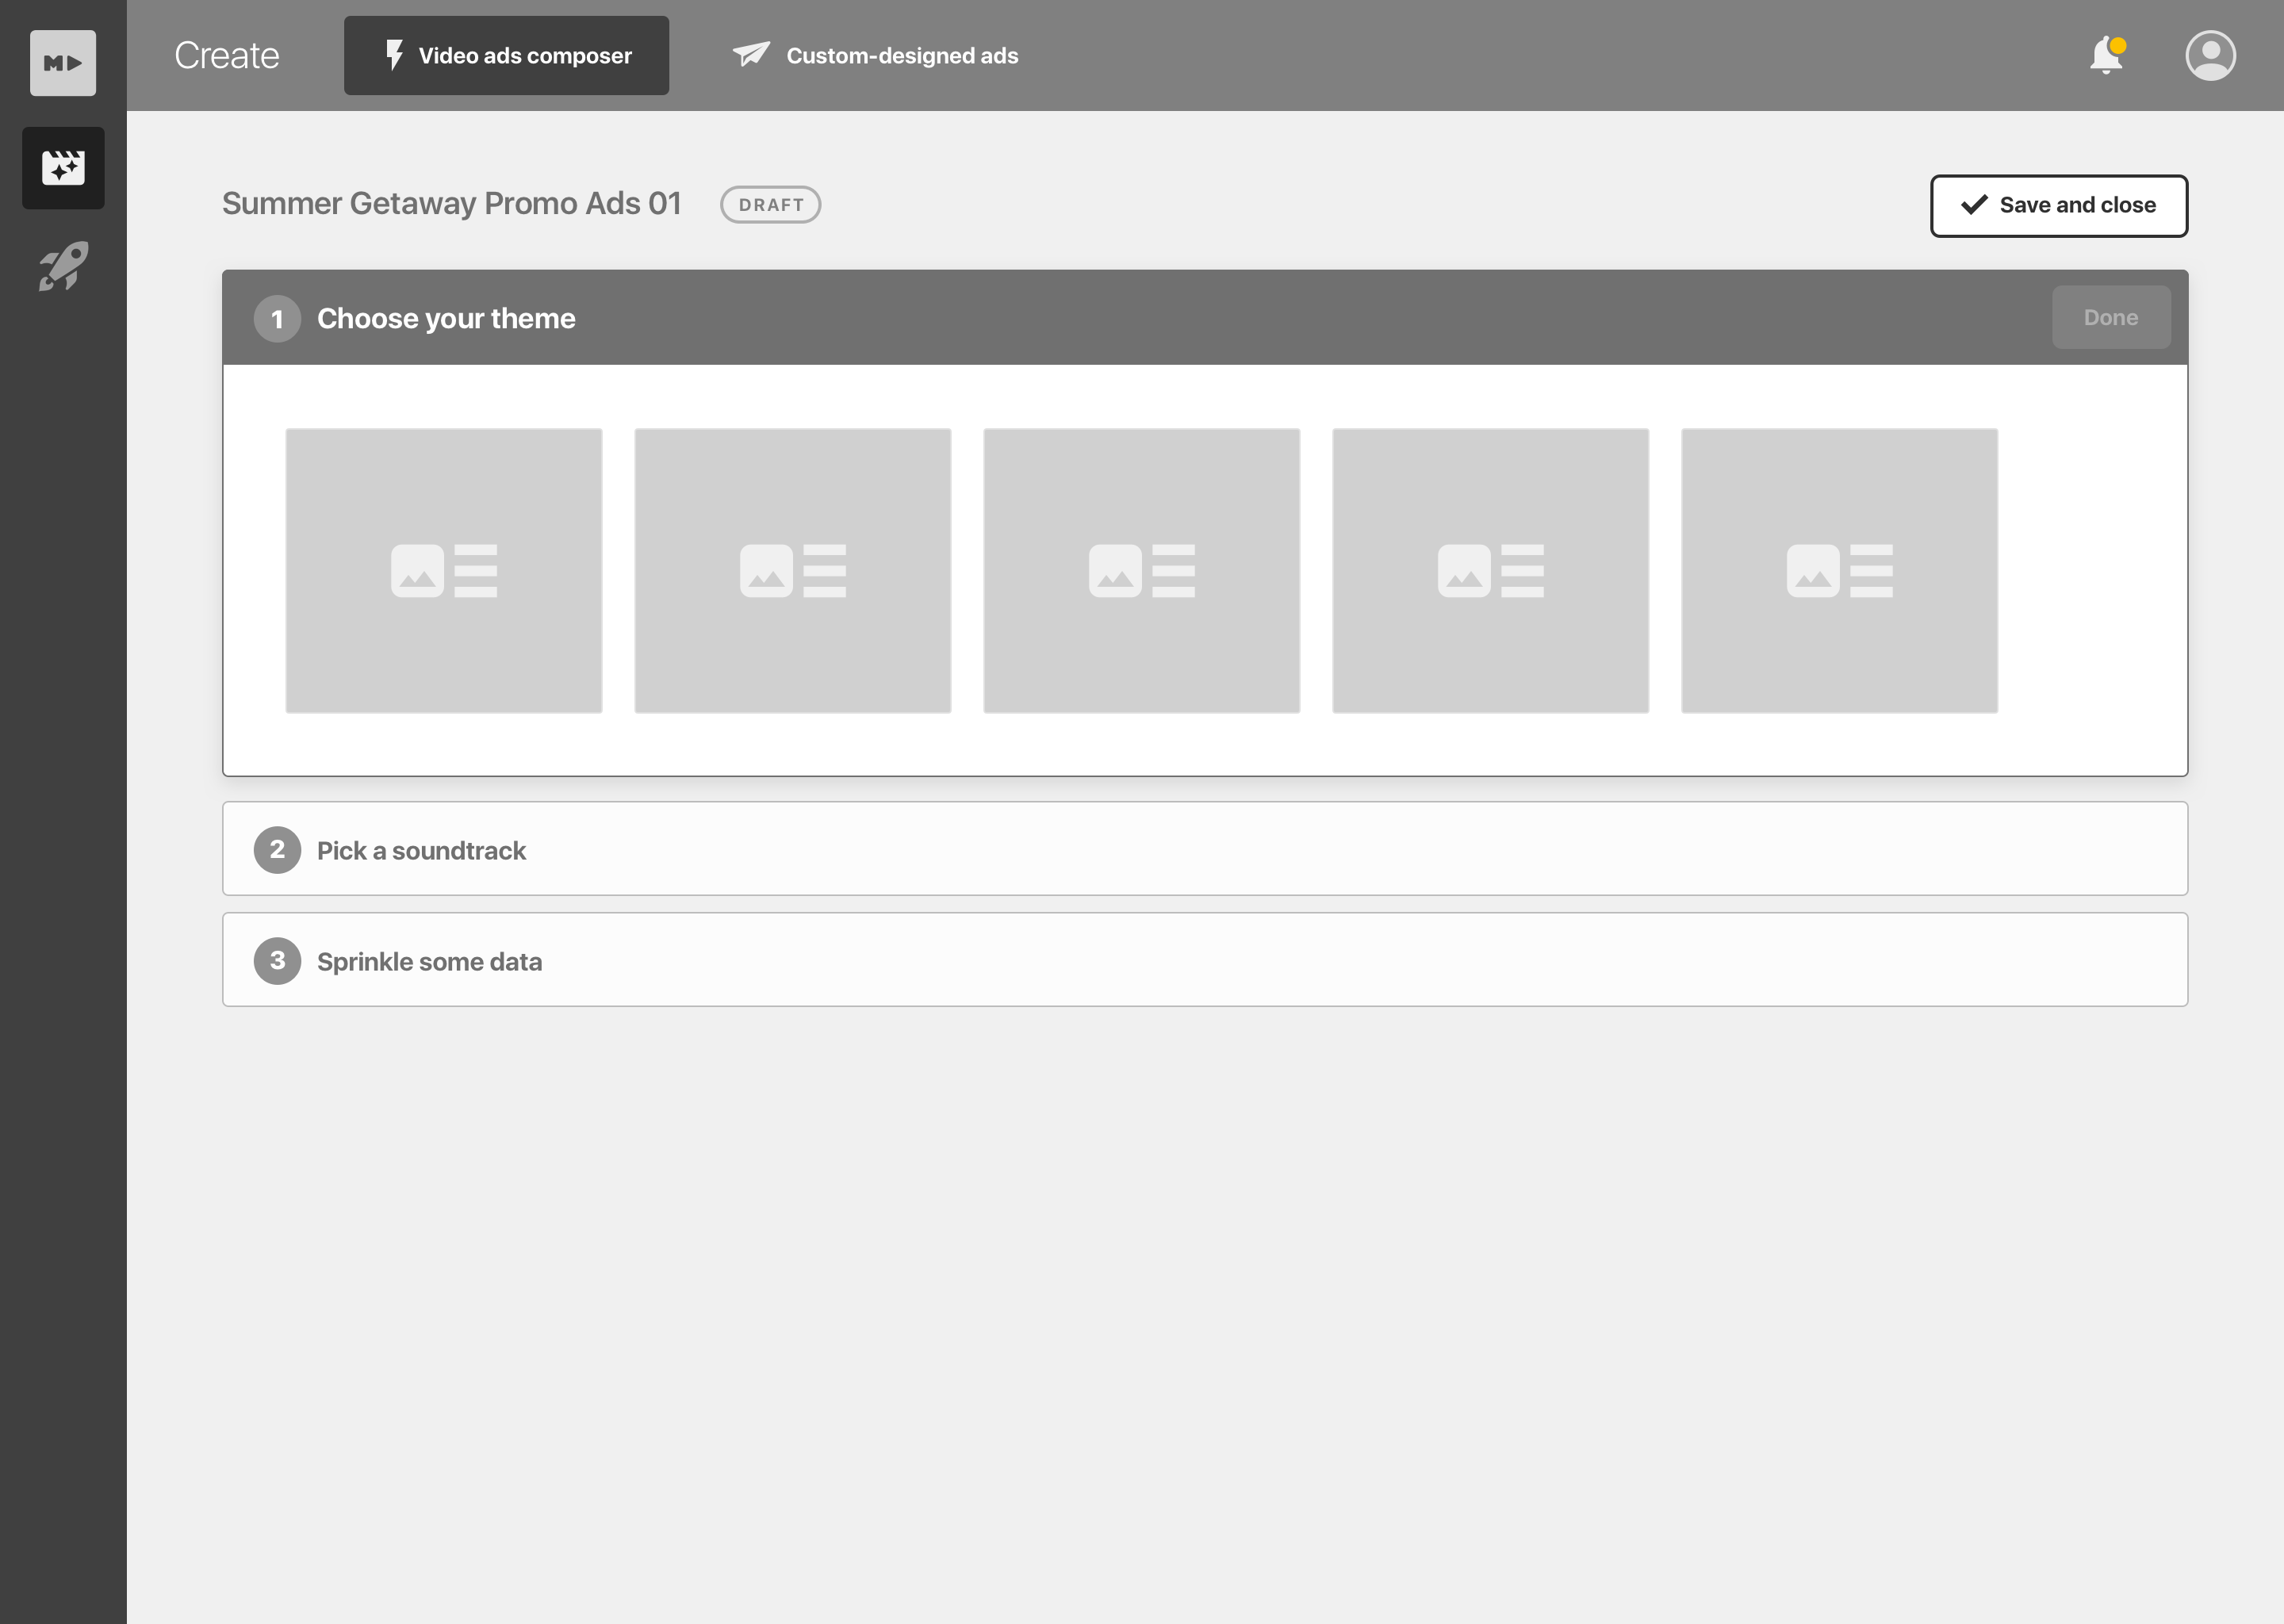 M
Create
Video ads composer
Custom-designed ads
Summer Getaway Promo Ads 01
DRAFT
Save and close
1 Choose your theme
Done
2 Pick a soundtrack
3 Sprinkle some data